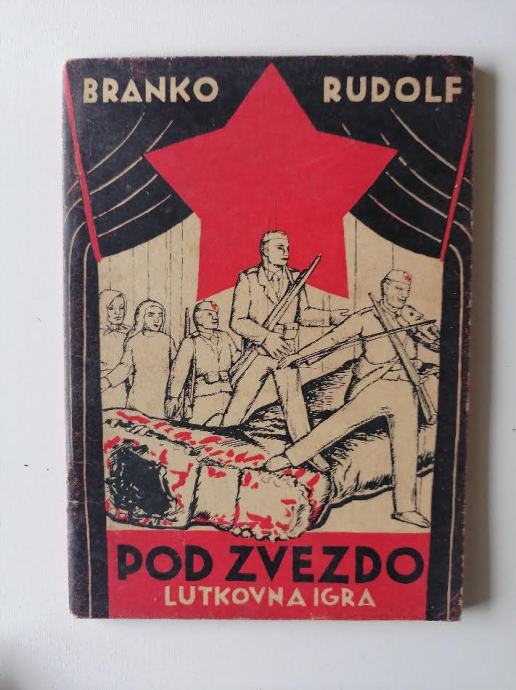 BRANKO RUDOLF
POD ZVEZDO
LUTKOVNA IGRA